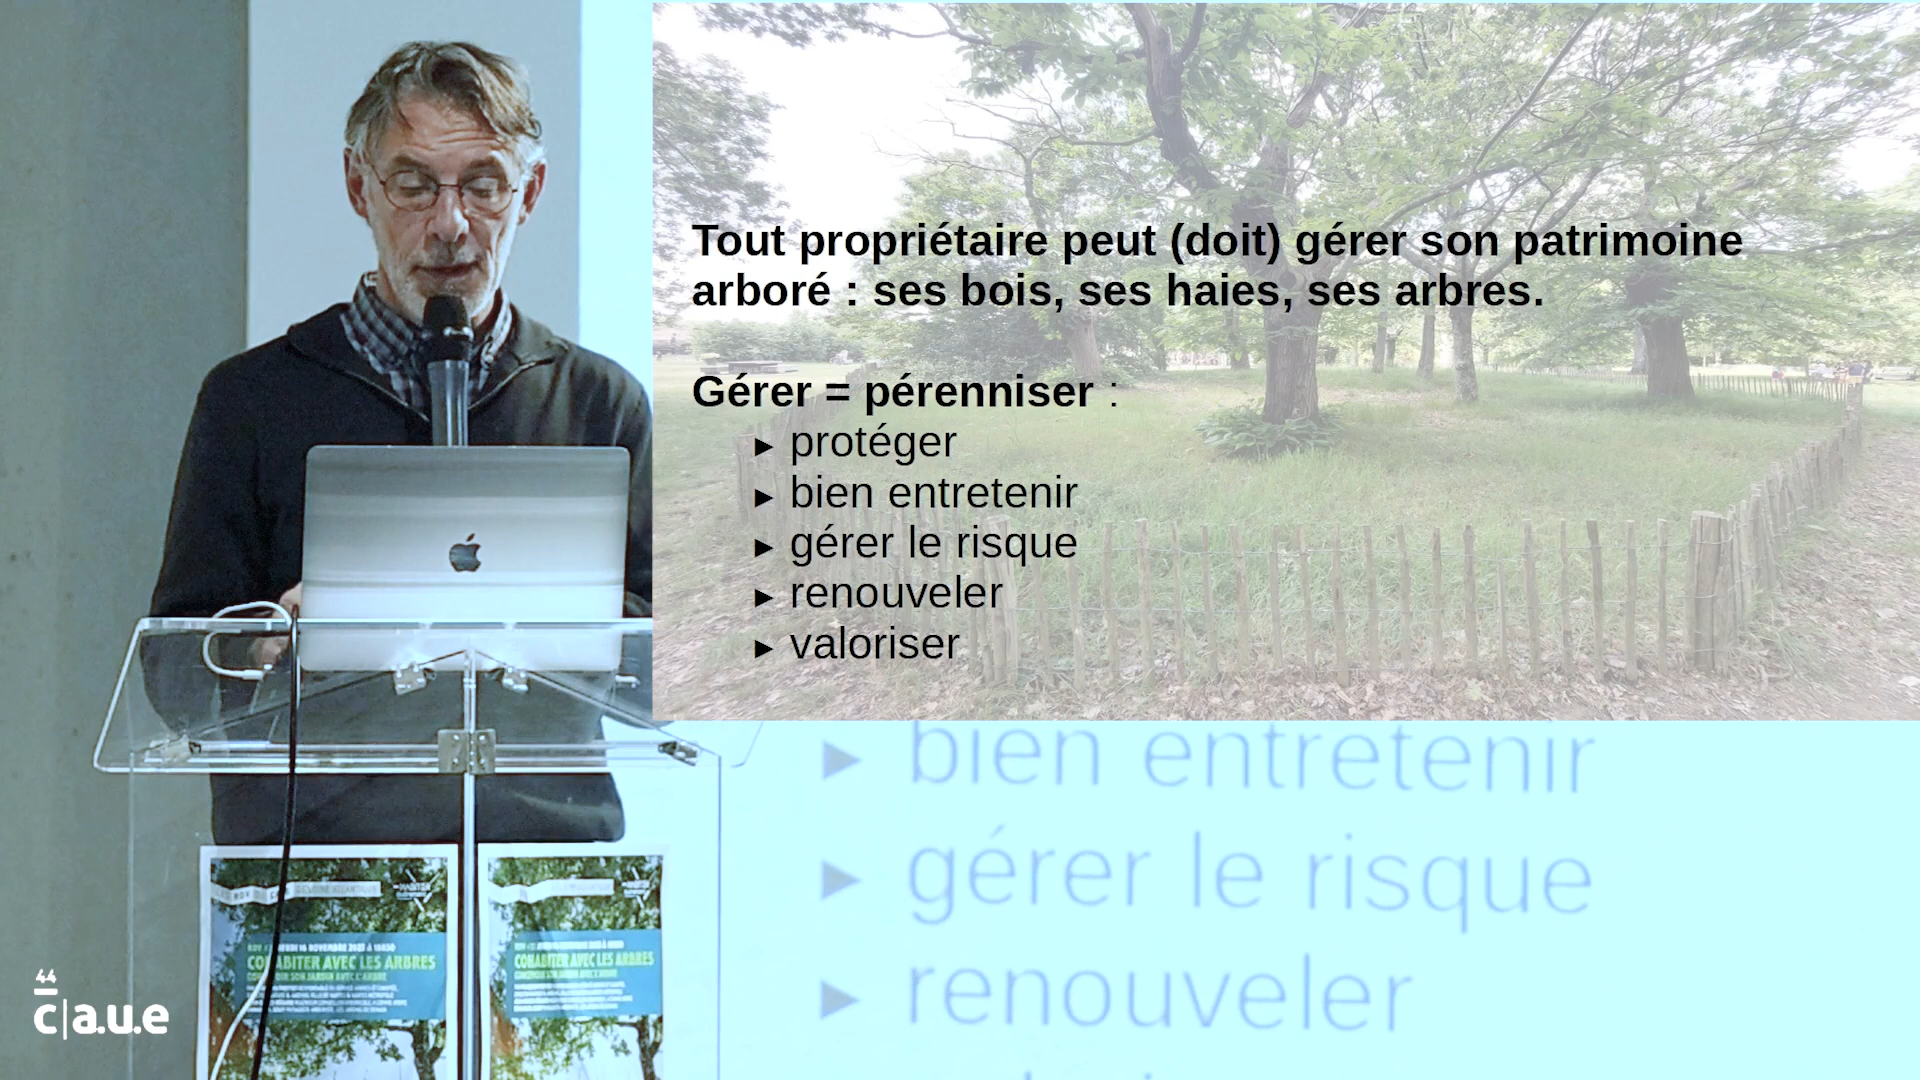 Tout propriétaire peut (doit) gérer son patrimoine
arboré : ses bois, ses haies, ses arbres.
Gérer = pérenniser :
► protéger
► bien entretenir
► gérer le risque
► renouveler
► valoriser
► bien entretenir
► gérer le risque
► renouveler
COHABITER AVEC LES ARBRES
COHABITER AVEC LES ARBRES
44
c|a.u.e